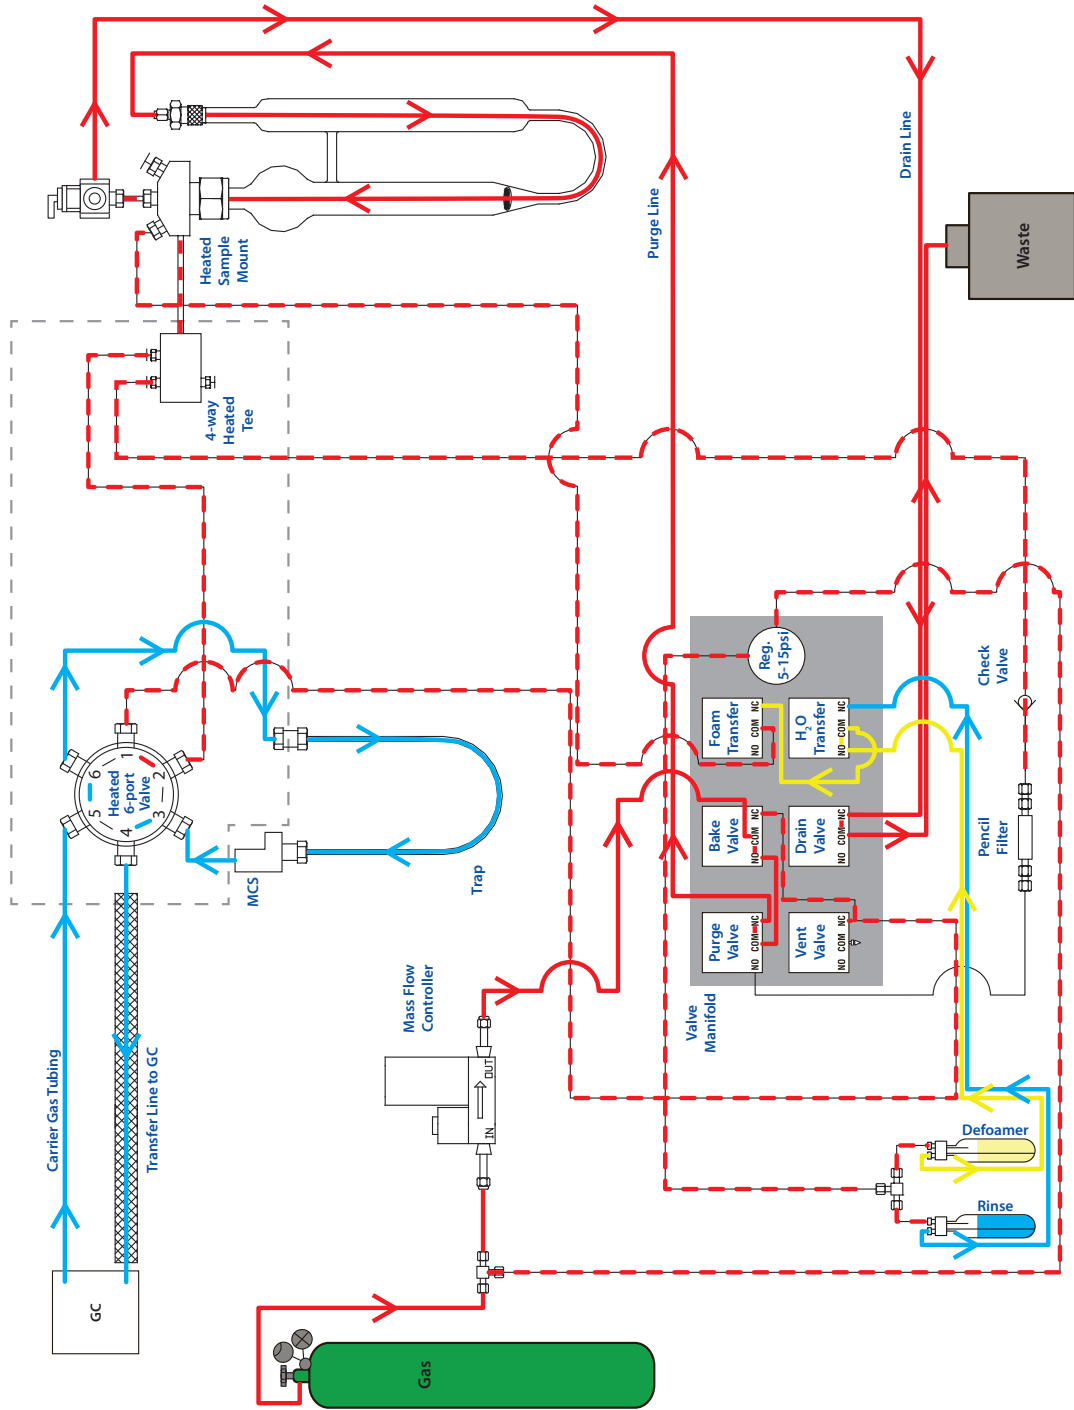 GC
Carrier Gas Tubing
Transfer Line to GC
Heated
6-port
Valve
1
2
3
4
5
6
MCS
Trap
4-way
Heated
Tee
Heated
Sample
Mount
Purge Line
Drain Line
Waste
Gas
Mass Flow
Controller
IN
OUT
Valve
Manifold
Purge
Valve
NO COM NC
Bake
Valve
NO COM NC
Foam
Transfer
NO COM NC
Vent
Valve
NO COM NC
Drain
Valve
NO COM NC
H2O
Transfer
NO COM NC
Reg.
5-15psi
Check
Valve
Pencil
Filter
Defoamer
Rinse